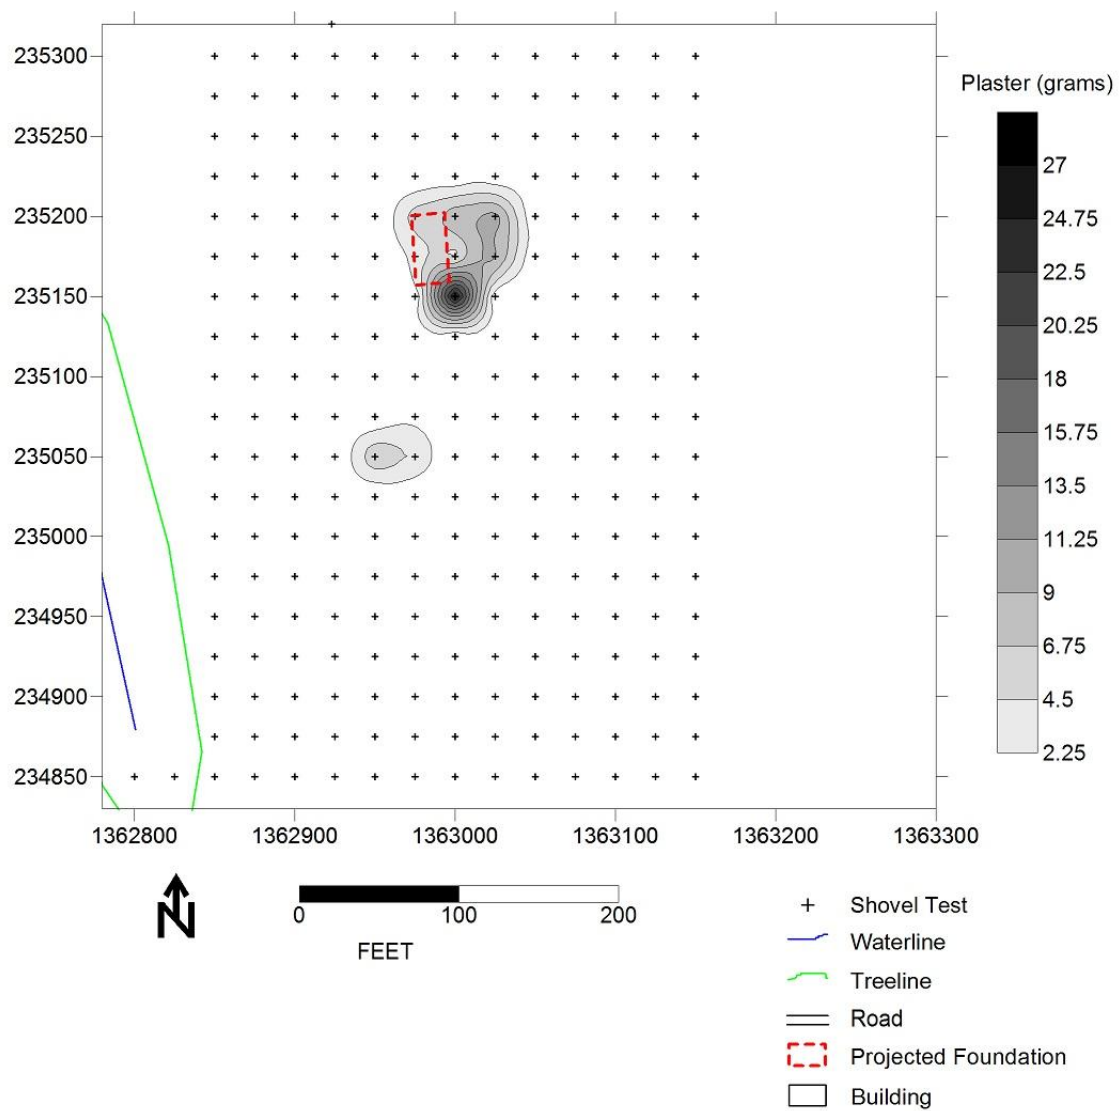 Plaster (grams)
235300
235250
235200
235150
235100
235050
235000
234950
234900
234850
27
24.75
22.5
20.25
18
15.75
13.5
11.25
9
6.75
4.5
2.25
1362800 1362900 1363000 1363100 1363200 1363300
N
0 100 200
FEET
Shovel Test
Waterline
Treeline
Road
Projected Foundation
Building